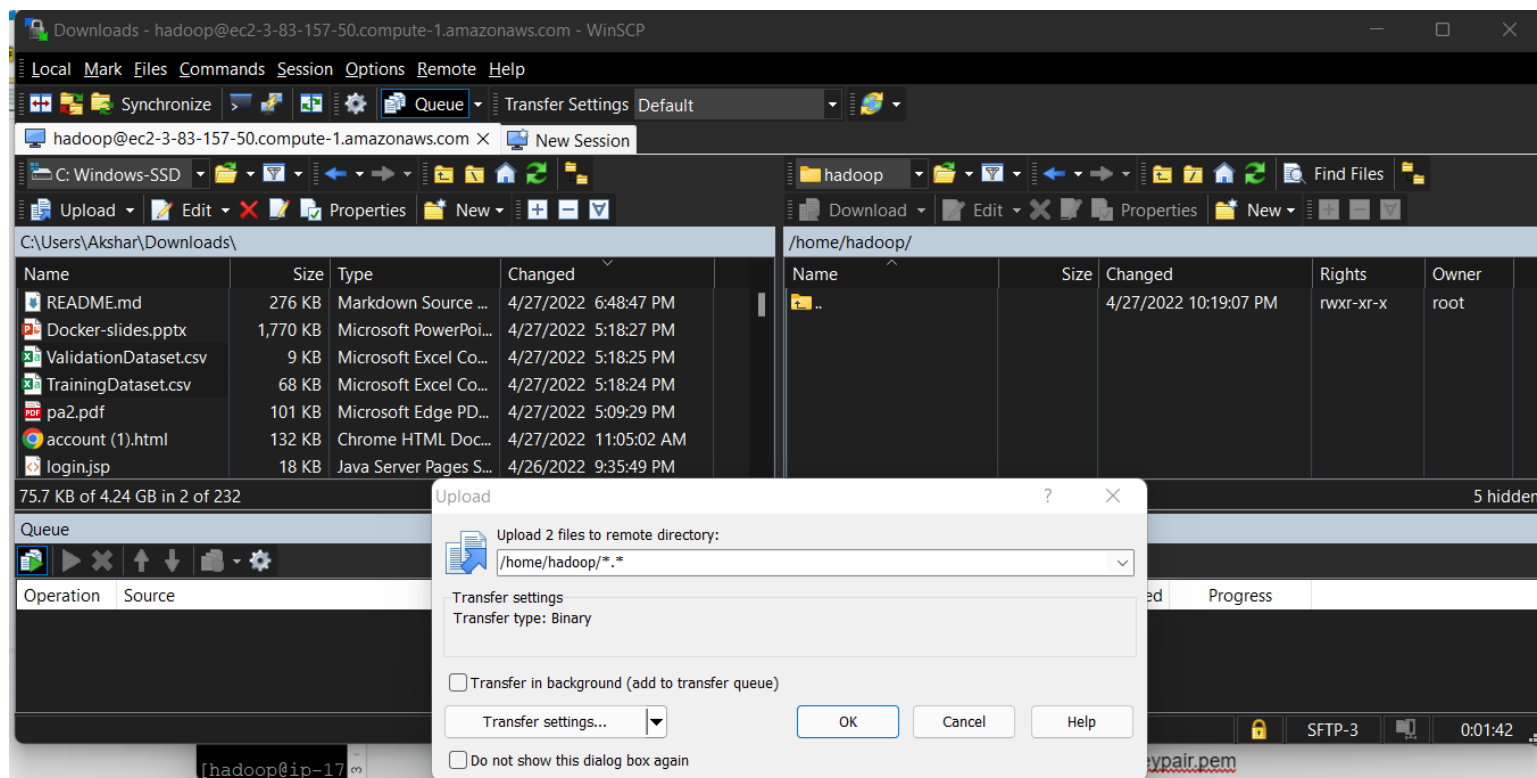 Downloads - hadoop@ec2-3-83-157-50.compute-1.amazonaws.com - WinSCP
Local Mark Files Commands Session Options Remote Help
Synchronize Queue Transfer Settings Default
hadoop@ec2-3-83-157-50.compute-1.amazonaws.com × New Session
C: Windows-SSD hadoop Find Files
Upload Edit Properties New Download Edit Properties New
C:\Users\Akshar\Downloads\ /home/hadoop/
Name Size Type Changed Name Size Changed Rights Owner
README.md 276 KB Markdown Source ... 4/27/2022 6:48:47 PM .. 4/27/2022 10:19:07 PM rwxr-xr-x root
Docker-slides.pptx 1,770 KB Microsoft PowerPoi... 4/27/2022 5:18:27 PM
ValidationDataset.csv 9 KB Microsoft Excel Co... 4/27/2022 5:18:25 PM
TrainingDataset.csv 68 KB Microsoft Excel Co... 4/27/2022 5:18:24 PM
pa2.pdf 101 KB Microsoft Edge PD... 4/27/2022 5:09:29 PM
account (1).html 132 KB Chrome HTML Doc... 4/27/2022 11:05:02 AM
login.jsp 18 KB Java Server Pages S... 4/26/2022 9:35:49 PM
75.7 KB of 4.24 GB in 2 of 232 5 hidden
Queue
Operation Source Progress
Upload ?
Upload 2 files to remote directory:
/home/hadoop/*.*
Transfer settings
Transfer type: Binary
Transfer in background (add to transfer queue)
Transfer settings... OK Cancel Help
Do not show this dialog box again
SFTP-3 0:01:42
[hadoop@ip-17 eypair.pem